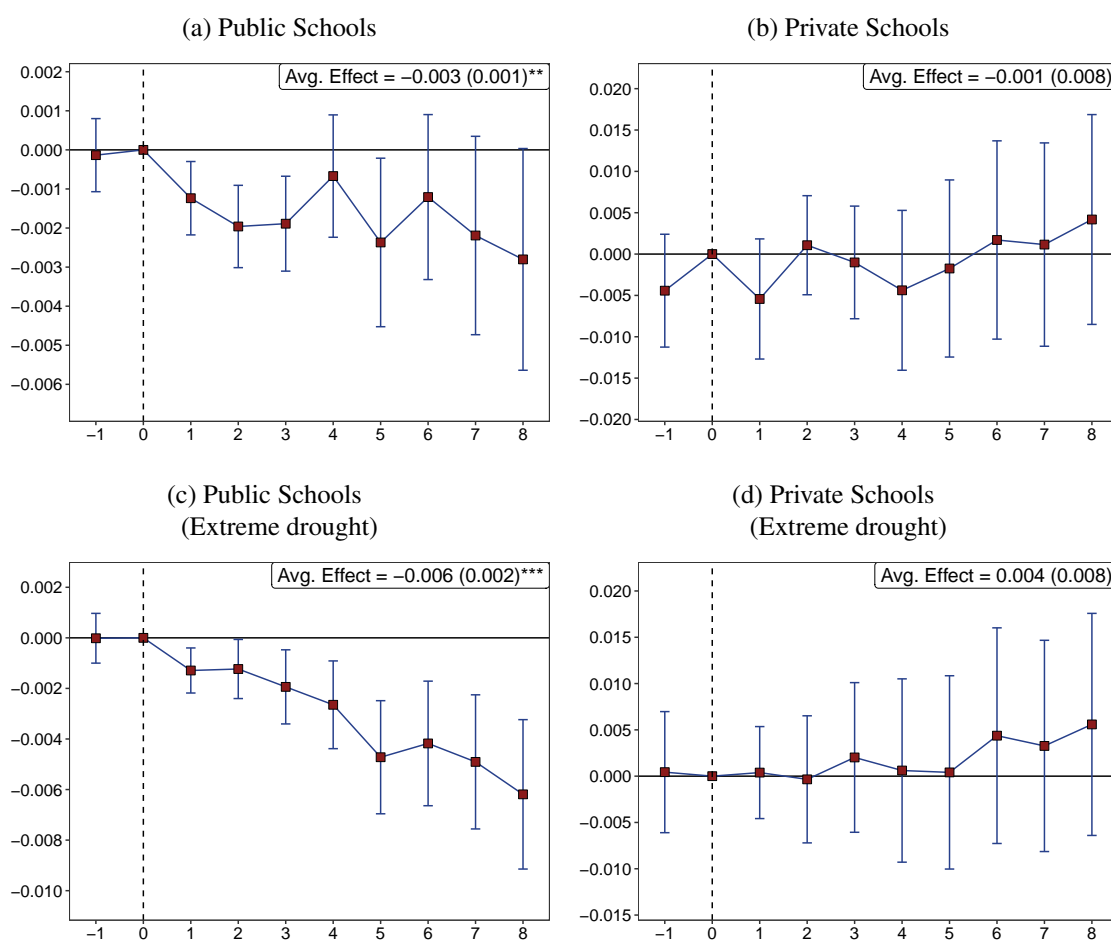 (a) Public Schools
Avg. Effect = −0.003 (0.001)**
0.002
0.001
0.000
−0.001
−0.002
−0.003
−0.004
−0.005
−0.006
−1 0 1 2 3 4 5 6 7 8
(b) Private Schools
Avg. Effect = −0.001 (0.008)
0.020
0.015
0.010
0.005
0.000
−0.005
−0.010
−0.015
−0.020
−1 0 1 2 3 4 5 6 7 8
(c) Public Schools
(Extreme drought)
Avg. Effect = −0.006 (0.002)***
0.002
0.000
−0.002
−0.004
−0.006
−0.008
−0.010
−1 0 1 2 3 4 5 6 7 8
(d) Private Schools
(Extreme drought)
Avg. Effect = 0.004 (0.008)
0.020
0.015
0.010
0.005
0.000
−0.005
−0.010
−0.015
−1 0 1 2 3 4 5 6 7 8